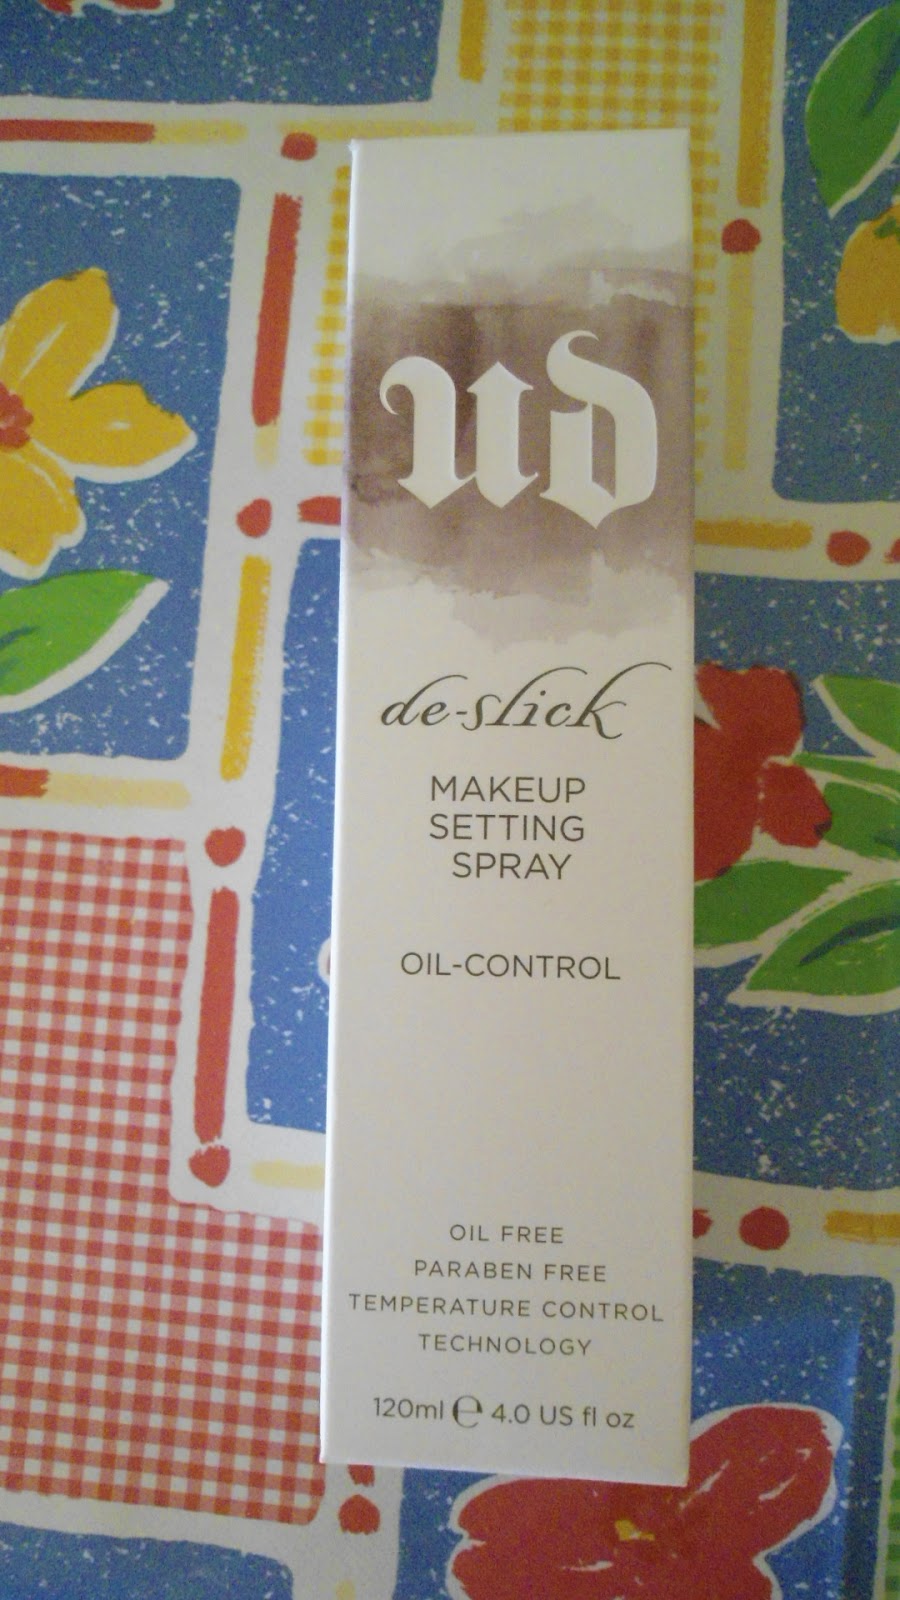 ud
de-slick
MAKEUP
SETTING
SPRAY
OIL-CONTROL
OIL FREE
PARABEN FREE
TEMPERATURE CONTROL
TECHNOLOGY
120ml ℮ 4.0 US fl oz